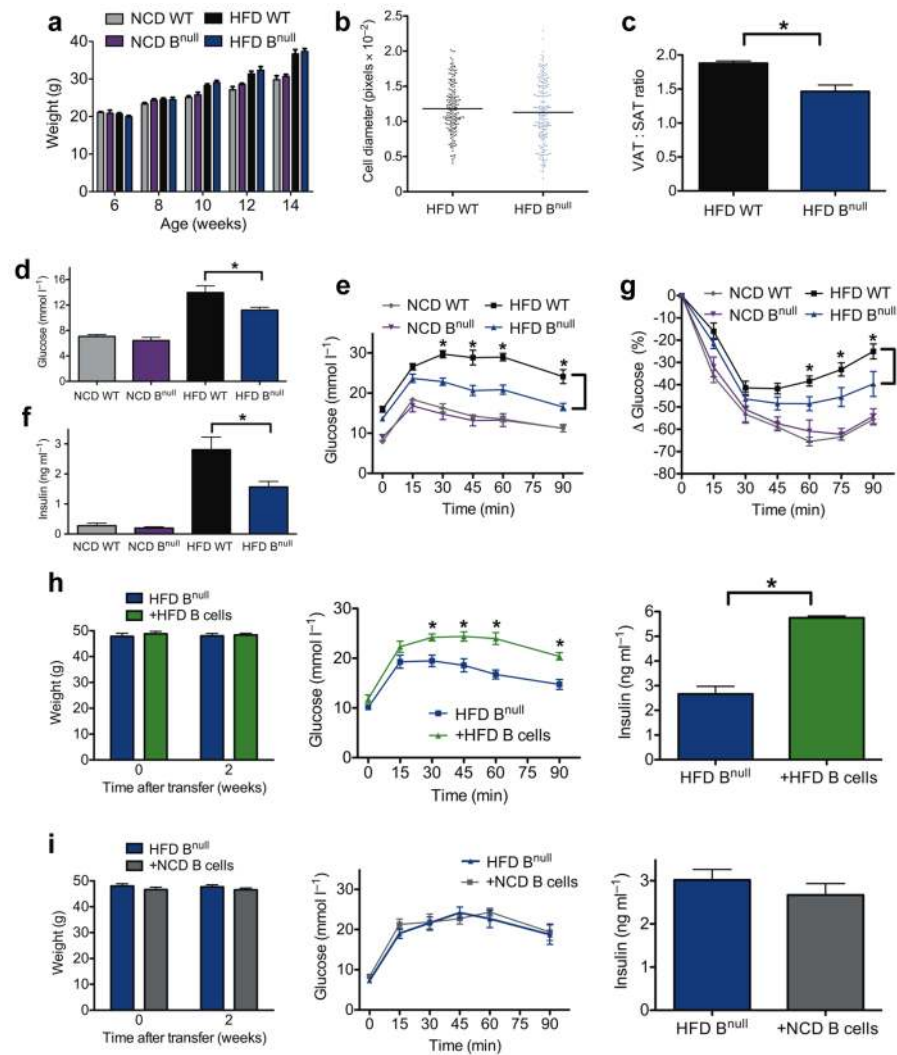 a
NCD WT
HFD WT
NCD B^null
HFD B^null
Weight (g)
40
30
20
10
0
6 8 10 12 14
Age (weeks)
b
Cell diameter (pixels × 10⁻²)
2.5
2.0
1.5
1.0
0.5
0
HFD WT HFD B^null
c
*
VAT : SAT ratio
2.0
1.5
1.0
0.5
0
HFD WT
HFD B^null
d
*
Glucose (mmol l⁻¹)
16
12
8
4
0
NCD WT
NCD B^null
HFD WT
HFD B^null
e
NCD WT HFD WT
NCD B^null HFD B^null
* * * *
Glucose (mmol l⁻¹)
30
20
10
0
0 15 30 45 60 75 90
Time (min)
g
NCD WT HFD WT
NCD B^null HFD B^null
* * *
Δ Glucose (%)
0
-10
-20
-30
-40
-50
-60
-70
-80
0 15 30 45 60 75 90
Time (min)
f
*
Insulin (ng ml⁻¹)
3
2
1
0
NCD WT NCD B^null HFD WT HFD B^null
h
HFD B^null
+HFD B cells
Weight (g)
50
40
30
20
10
0
0 2
Time after transfer (weeks)
* * * *
Glucose (mmol l⁻¹)
30
20
10
0
HFD B^null
+HFD B cells
0 15 30 45 60 75 90
Time (min)
*
Insulin (ng ml⁻¹)
6
5
4
3
2
1
0
HFD B^null
+HFD B cells
i
HFD B^null
+NCD B cells
Weight (g)
50
40
30
20
10
0
0 2
Time after transfer (weeks)
HFD B^null
+NCD B cells
Glucose (mmol l⁻¹)
30
20
10
0
0 15 30 45 60 75 90
Time (min)
Insulin (ng ml⁻¹)
3
2
1
0
HFD B^null
+NCD B cells